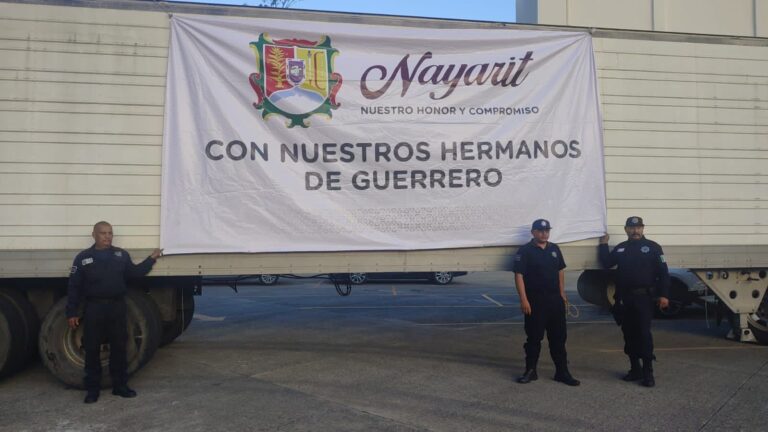 Nayarit
NUESTRO HONOR Y COMPROMISO
CON NUESTROS HERMANOS
DE GUERRERO